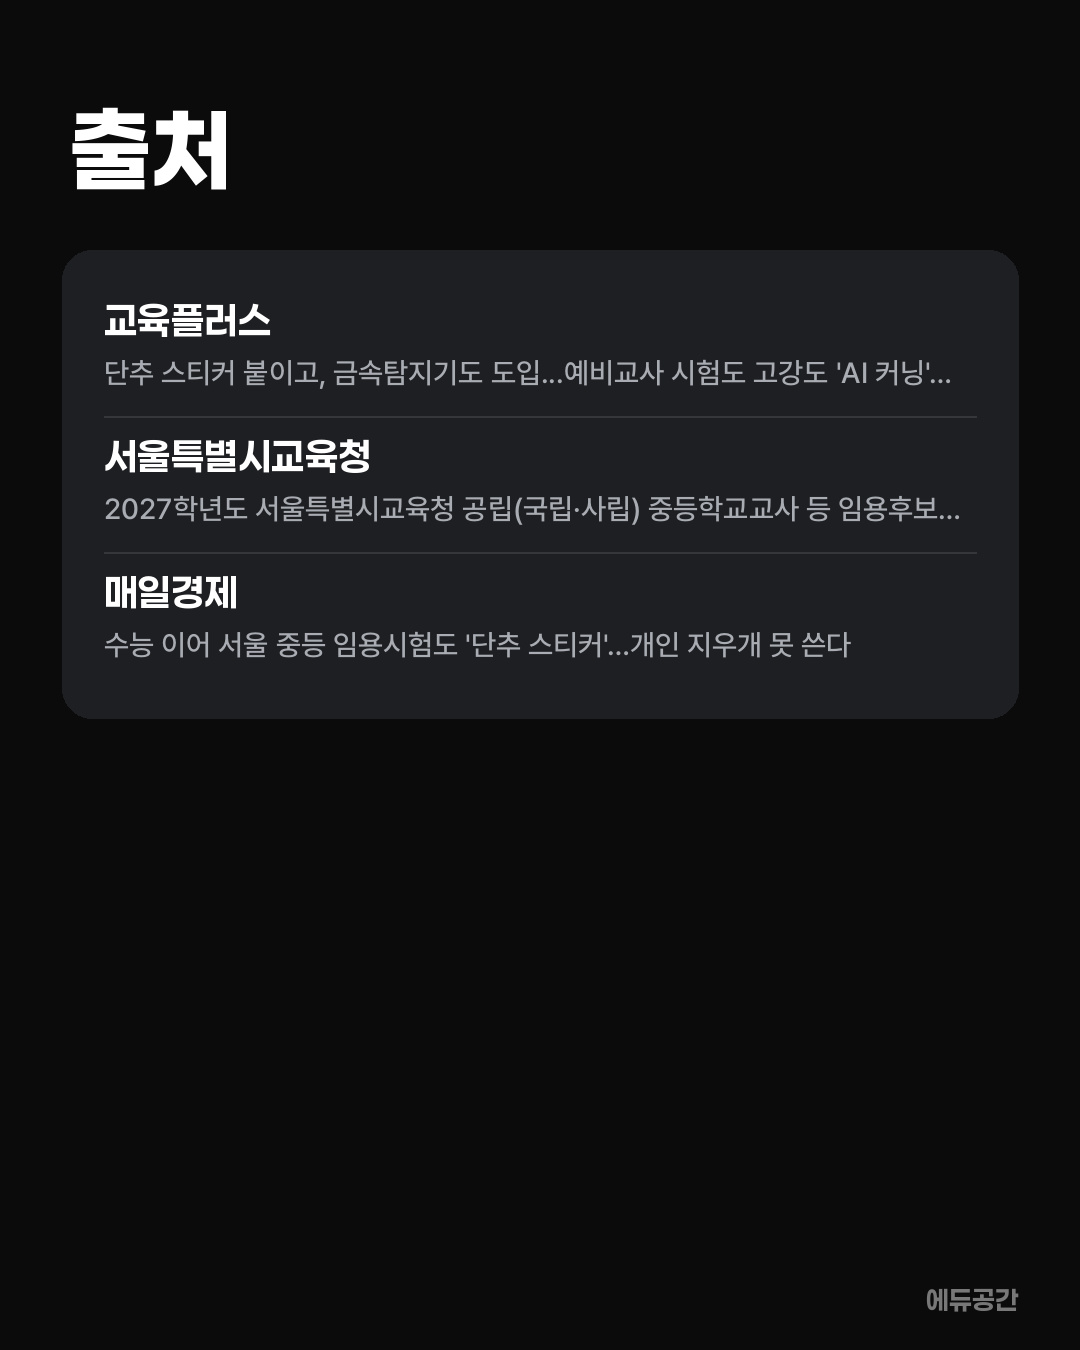 출처
교육플러스
단추 스티커 붙이고, 금속탐지기도 도입...예비교사 시험도 고강도 'AI 커닝'...
서울특별시교육청
2027학년도 서울특별시교육청 공립(국립·사립) 중등학교교사 등 임용후보...
매일경제
수능 이어 서울 중등 임용시험도 '단추 스티커'...개인 지우개 못 쓴다
에듀공간